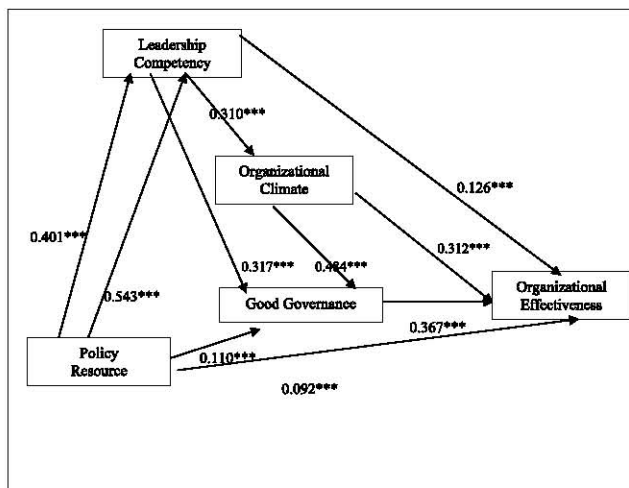 Leadership
Competency
0.310***
Organizational
Climate
0.126***
0.401***
0.312***
0.317***
0.424***
0.543***
Good Governance
Organizational
Effectiveness
0.367***
Policy
Resource
0.110***
0.092***